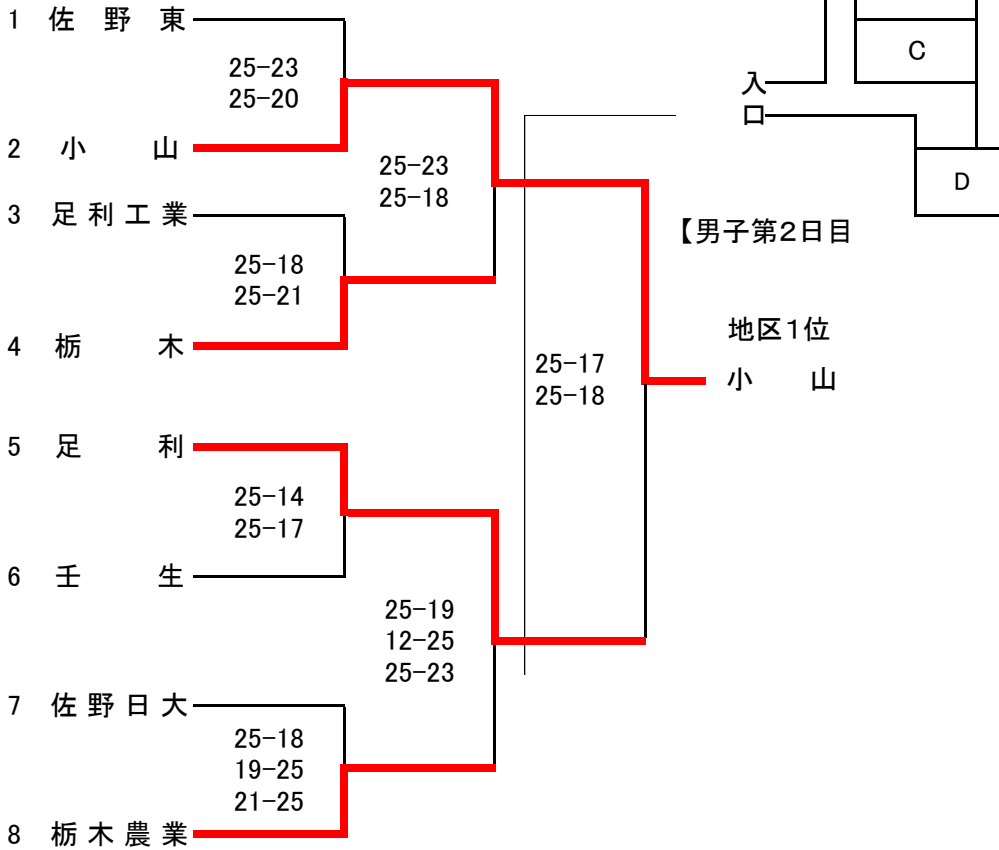 1 佐野東
25-23
25-20
2 小山
25-23
25-18
3 足利工業
25-18
25-21
4 栃木
5 足利
25-14
25-17
6 壬生
25-19
12-25
25-23
7 佐野日大
25-18
19-25
21-25
8 栃木農業
25-17
25-18
C
入口
D
【男子第2日目
地区1位
小山